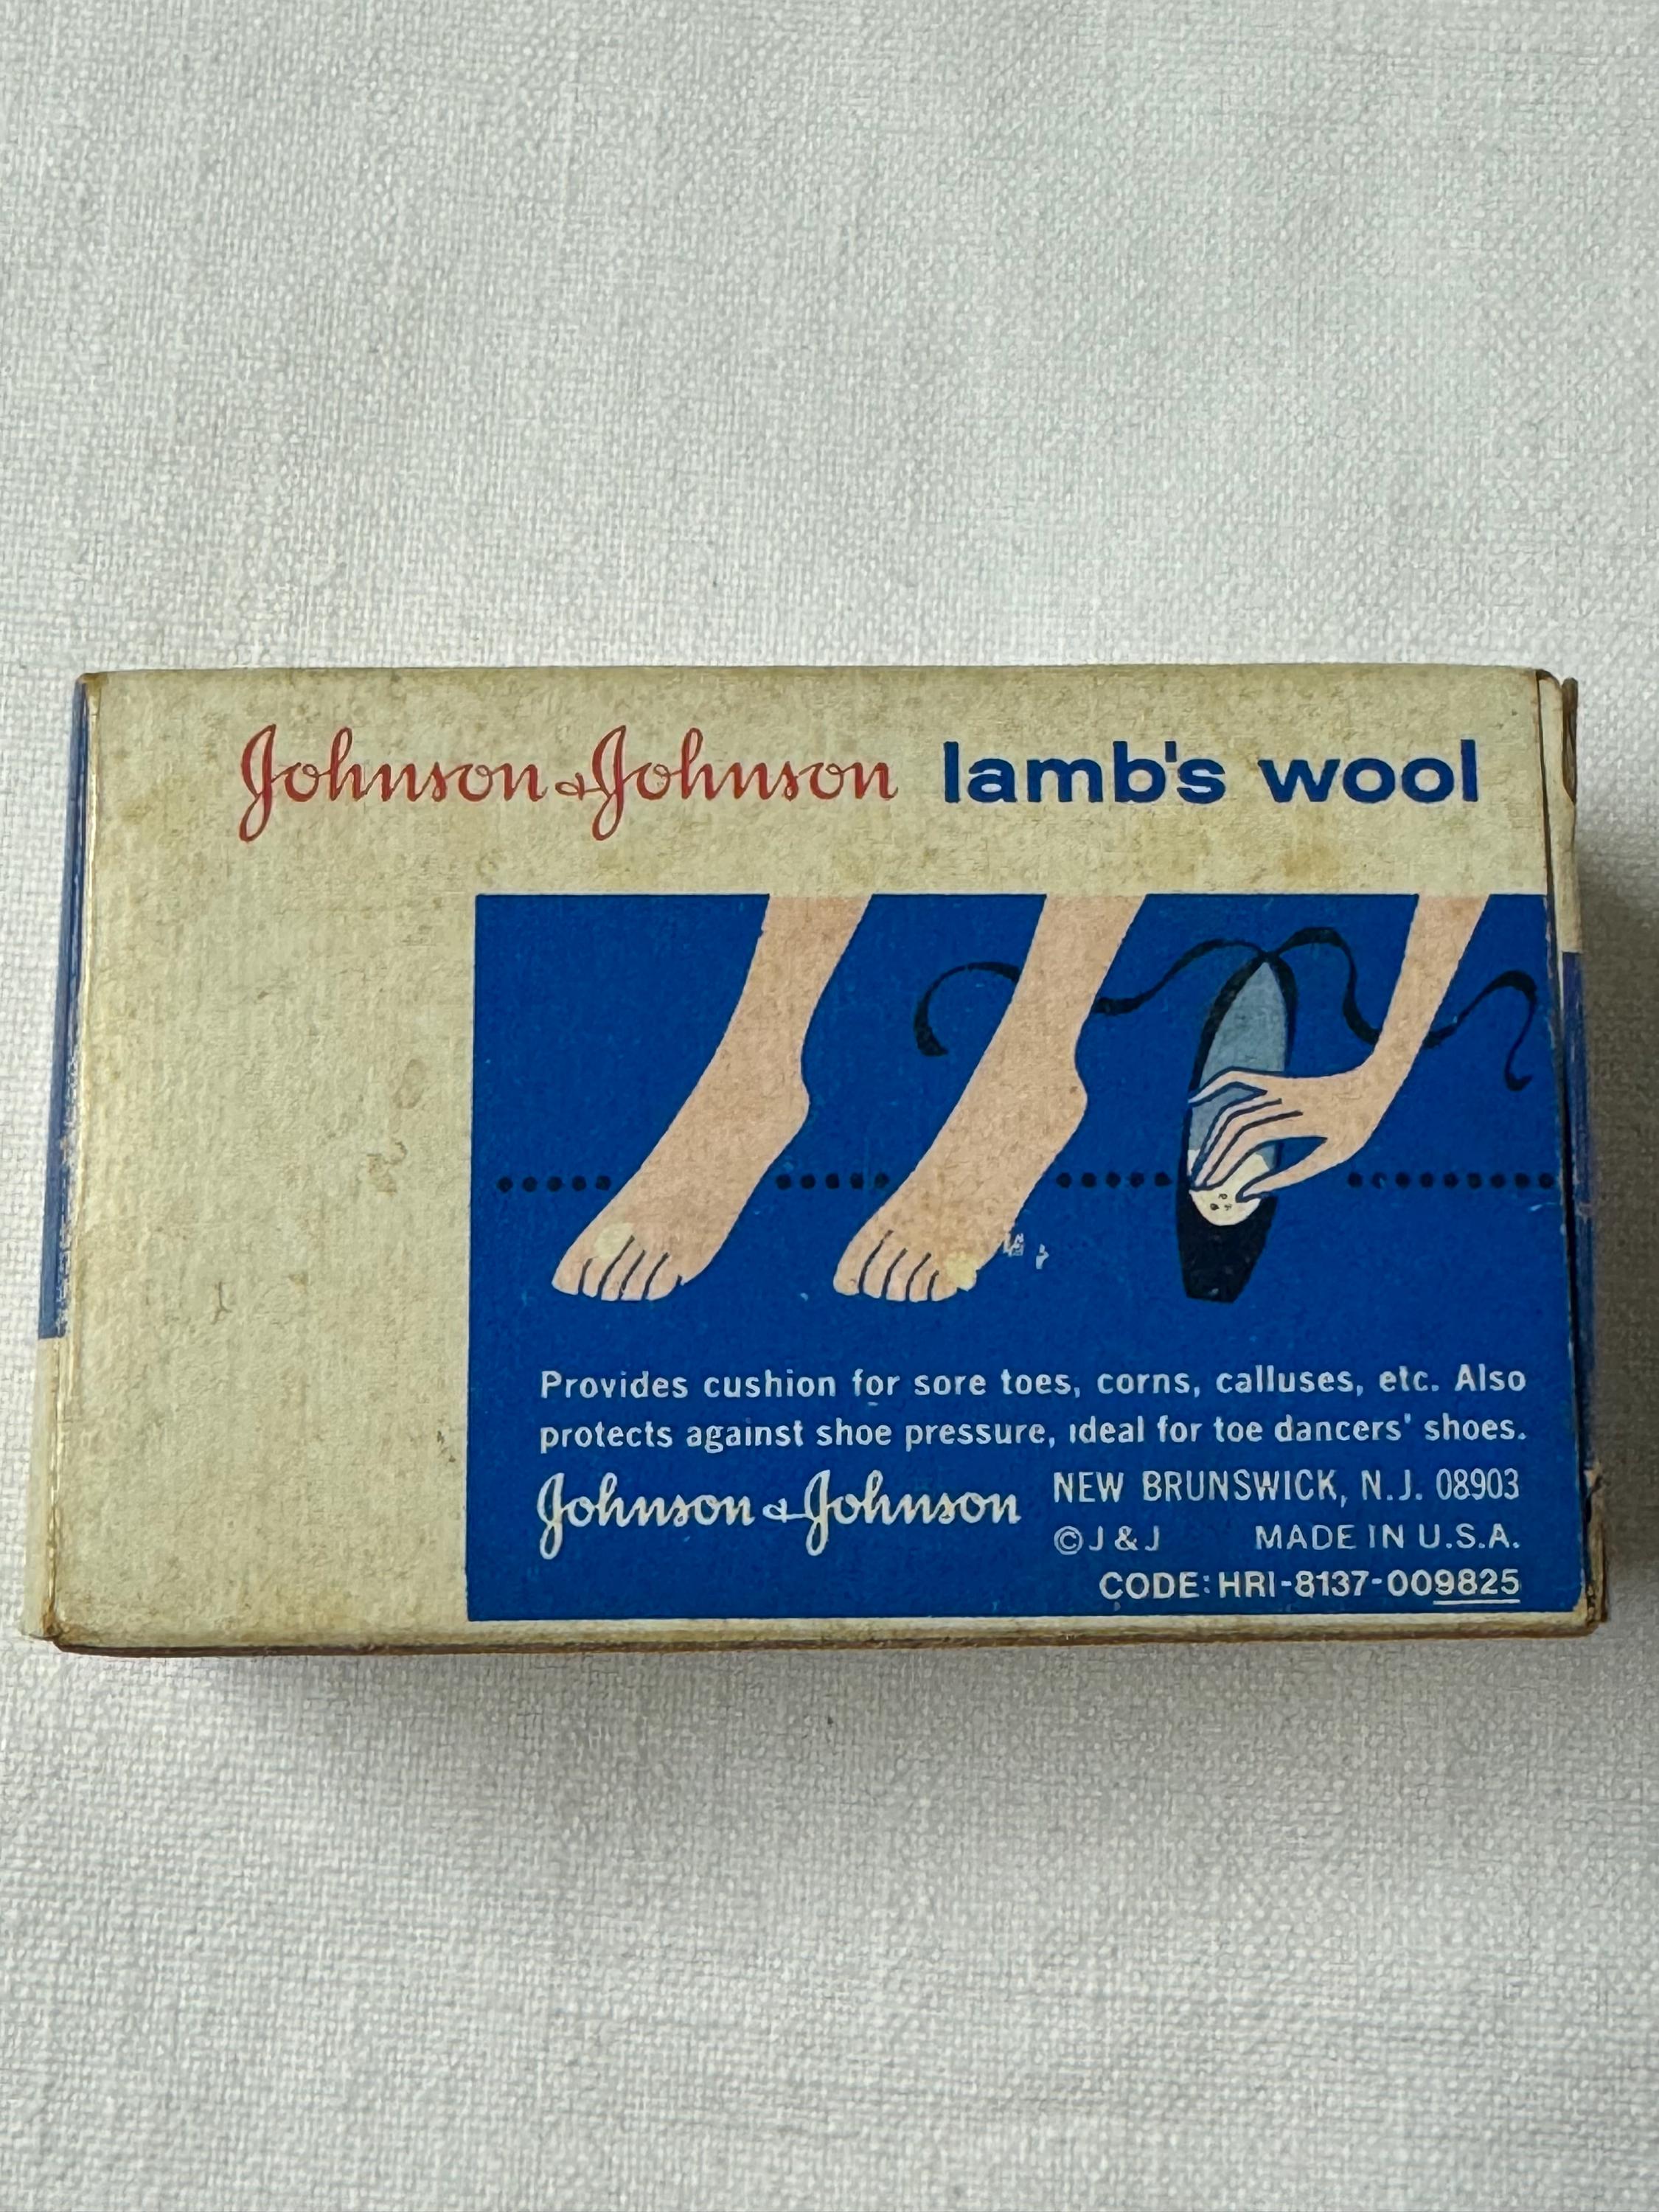 Johnson & Johnson lamb's wool
Provides cushion for sore toes, corns, calluses, etc. Also
protects against shoe pressure, ideal for toe dancers' shoes.
Johnson & Johnson NEW BRUNSWICK, N.J. 08903
© J & J MADE IN U.S.A.
CODE: HRI-8137-009825